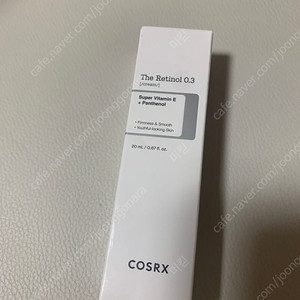 The Retinol 0.3
Super Vitamin E
+ Panthenol
• Firmness & Smooth
• Youthful-looking Skin
20 mL / 0.67 fl. oz.
COSRX